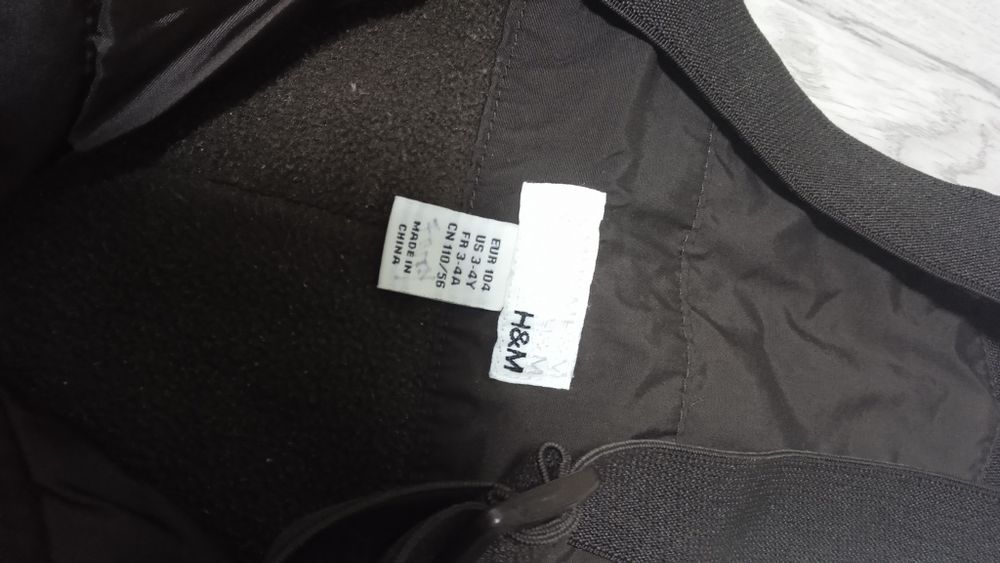 H&M
EUR 104
US 3-4Y
FR 3-4A
CN 110/56
MADE IN
CHINA